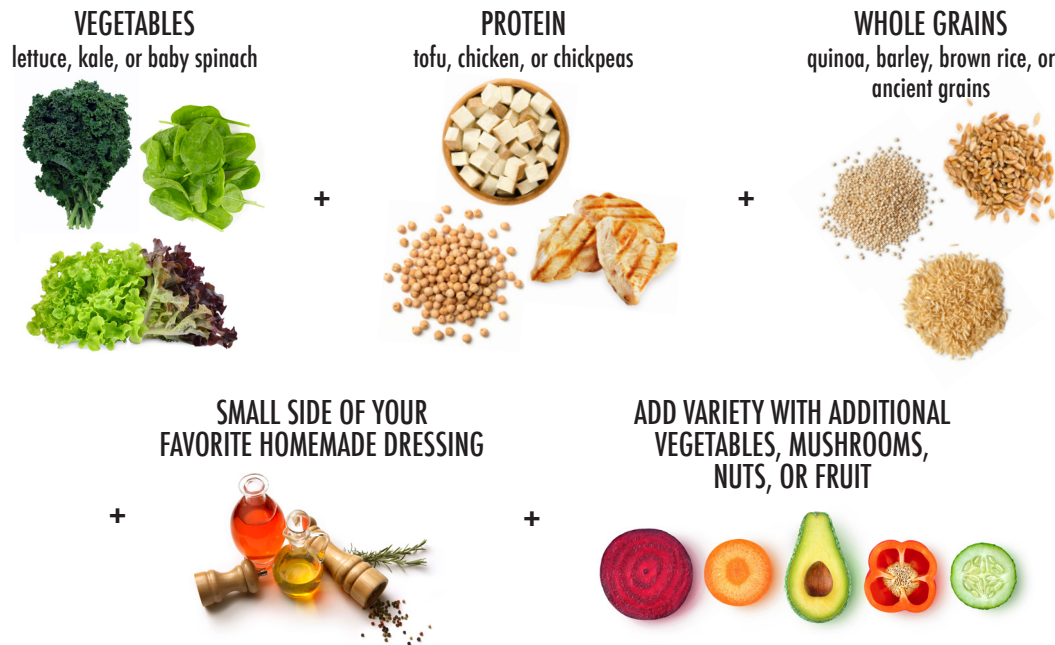 VEGETABLES
lettuce, kale, or baby spinach
+
PROTEIN
tofu, chicken, or chickpeas
+
WHOLE GRAINS
quinoa, barley, brown rice, or
ancient grains
+
SMALL SIDE OF YOUR
FAVORITE HOMEMADE DRESSING
+
ADD VARIETY WITH ADDITIONAL
VEGETABLES, MUSHROOMS,
NUTS, OR FRUIT